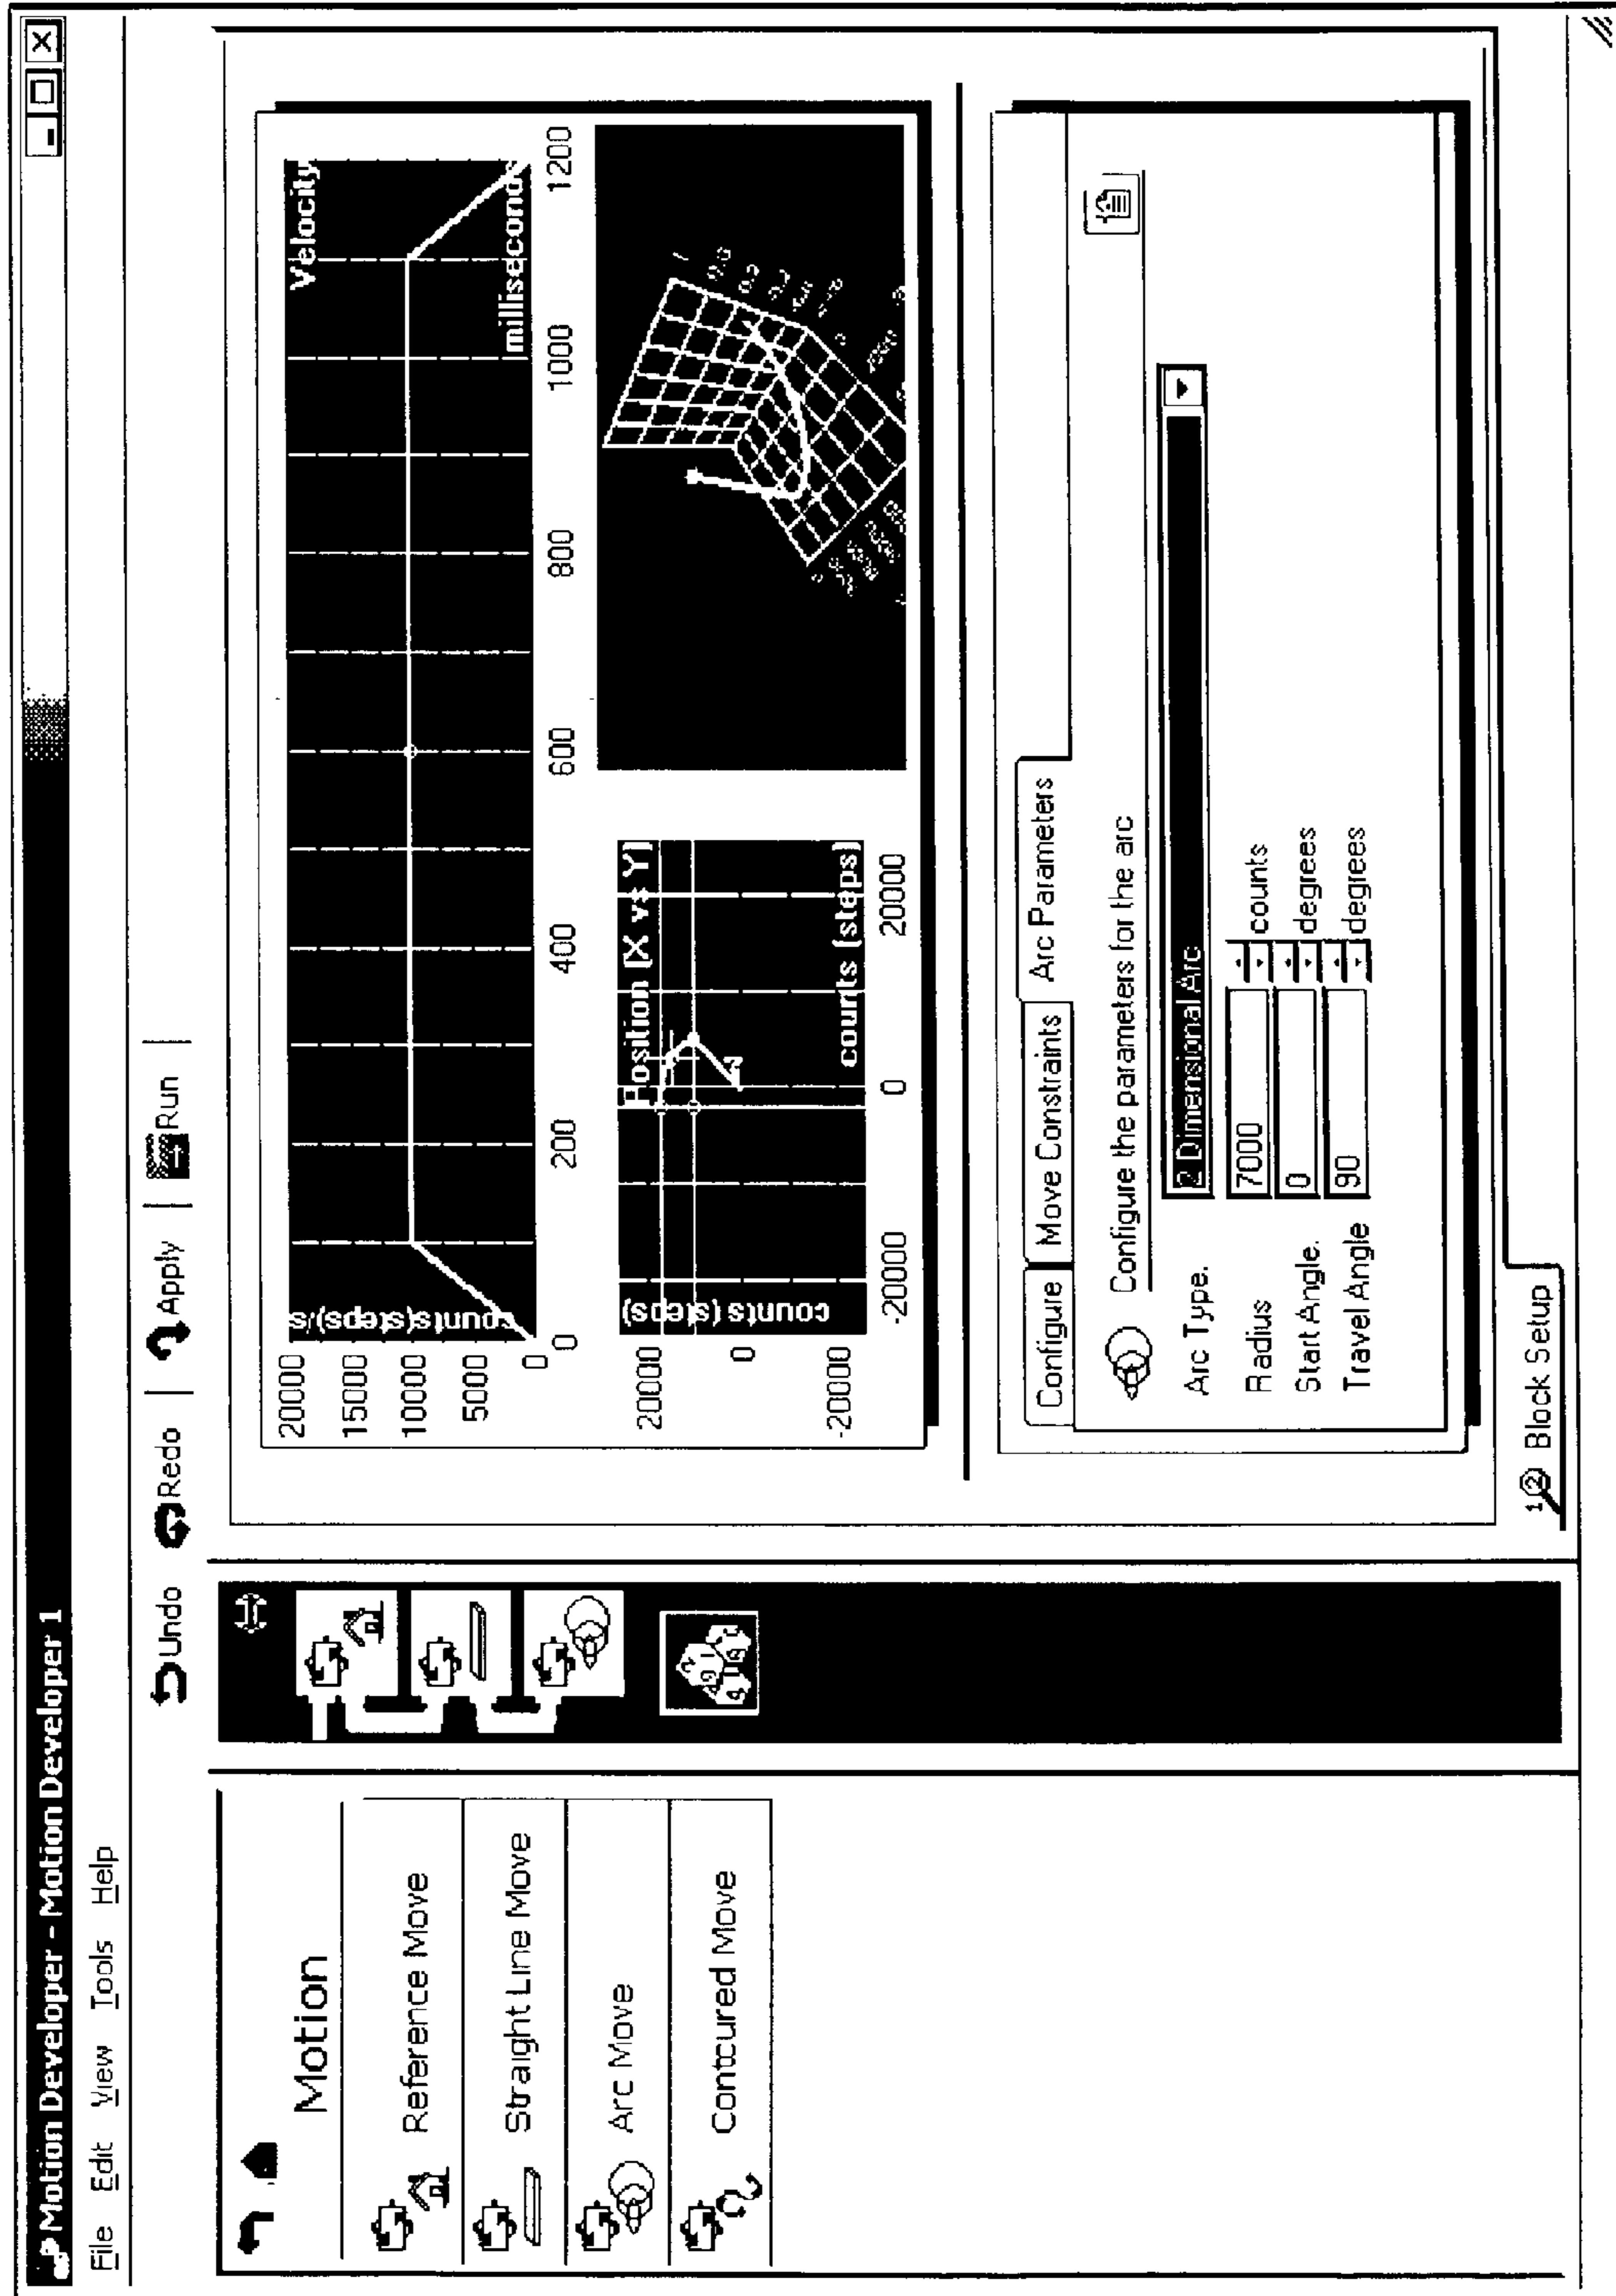 Motion Developer - Motion Developer 1
File Edit View Tools Help
Undo Redo Apply Run
Motion
Reference Move
Straight Line Move
Arc Move
Contoured Move
Velocity
counts(steps)/s
20000
15000
10000
5000
0
milliseconds
0 200 400 600 800 1000 1200
Position (X vs Y)
counts (steps)
20000
0
-20000
counts (steps)
-20000 0 20000
Configure Move Constraints Arc Parameters
Configure the parameters for the arc
Arc Type. 2 Dimensional Arc
Radius 7000 counts
Start Angle. 0 degrees
Travel Angle 90 degrees
Block Setup